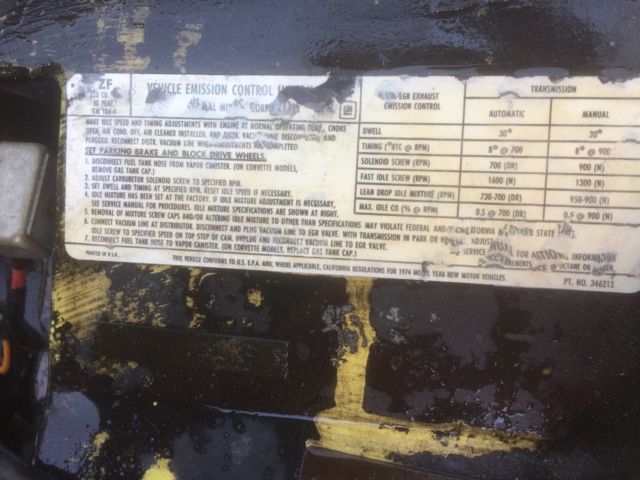 ZF
350 CU.
HI PERF.
GM 104-4
VEHICLE EMISSION CONTROL
MAKE IDLE SPEED AND TIMING ADJUSTMENTS WITH ENGINE AT NORMAL OPERATING TEMP., CHOKE
OPEN, AIR COND. OFF, AIR CLEANER INSTALLED, AND DISTR. VACUUM LINE DISCONNECTED AND
PLUGGED. RECONNECT DISTR. VACUUM LINE WHEN ADJUSTMENTS COMPLETED
SET PARKING BRAKE AND BLOCK DRIVE WHEELS.
1. DISCONNECT FUEL TANK HOSE FROM VAPOR CANISTER. (ON CORVETTE MODELS,
REMOVE GAS TANK CAP.)
2. ADJUST CARBURETOR SOLENOID SCREW TO SPECIFIED RPM.
3. SET DWELL AND TIMING AT SPECIFIED RPM. RESET IDLE SPEED IF NECESSARY.
4. IDLE MIXTURE HAS BEEN SET AT THE FACTORY. IF IDLE MIXTURE ADJUSTMENT IS NECESSARY,
SEE SERVICE MANUAL FOR PROCEDURES. IDLE MIXTURE SPECIFICATIONS ARE SHOWN AT RIGHT.
5. REMOVAL OF MIXTURE SCREW CAPS AND/OR ALTERING IDLE MIXTURE TO OTHER THAN SPECIFICATIONS MAY VIOLATE FEDERAL AND/OR CALIFORNIA OTHER STATE
6. CONNECT VACUUM LINE AT DISTRIBUTOR. DISCONNECT AND PLUG VACUUM LINE TO EGR VALVE. WITH TRANSMISSION IN PARK OR ADJUST
IDLE SCREW TO SPECIFIED RPM ON TOP STEP OF CAM. UNPLUG AND RECONNECT VACUUM LINE TO EGR VALVE.
7. RECONNECT FUEL TANK HOSE TO VAPOR CANISTER. (ON CORVETTE MODELS, REPLACE GAS TANK CAP.)
SERVICE MANUAL FOR ADDITIONAL INFORMATION
OCTANE OR HIGHER
PRINTED IN U.S.A.
THIS VEHICLE CONFORMS TO U.S. E.P.A. AND, WHERE APPLICABLE, CALIFORNIA REGULATIONS FOR 1974 MODEL YEAR NEW MOTOR VEHICLES.
PT. NO. 346212
GM
EGR EXHAUST
EMISSION CONTROL
TRANSMISSION
AUTOMATIC MANUAL
DWELL 30° 30°
TIMING (°BTC @ RPM) 8° @ 700 8° @ 900
SOLENOID SCREW (RPM) 700 (DR) 900 (N)
FAST IDLE SCREW (RPM) 1600 (N) 1300 (N)
LEAN DROP IDLE MIXTURE (RPM) 730-700 (DR) 950-900 (N)
MAX. IDLE CO (% @ RPM) 0.5 @ 700 (DR) 0.5 @ 900 (N)